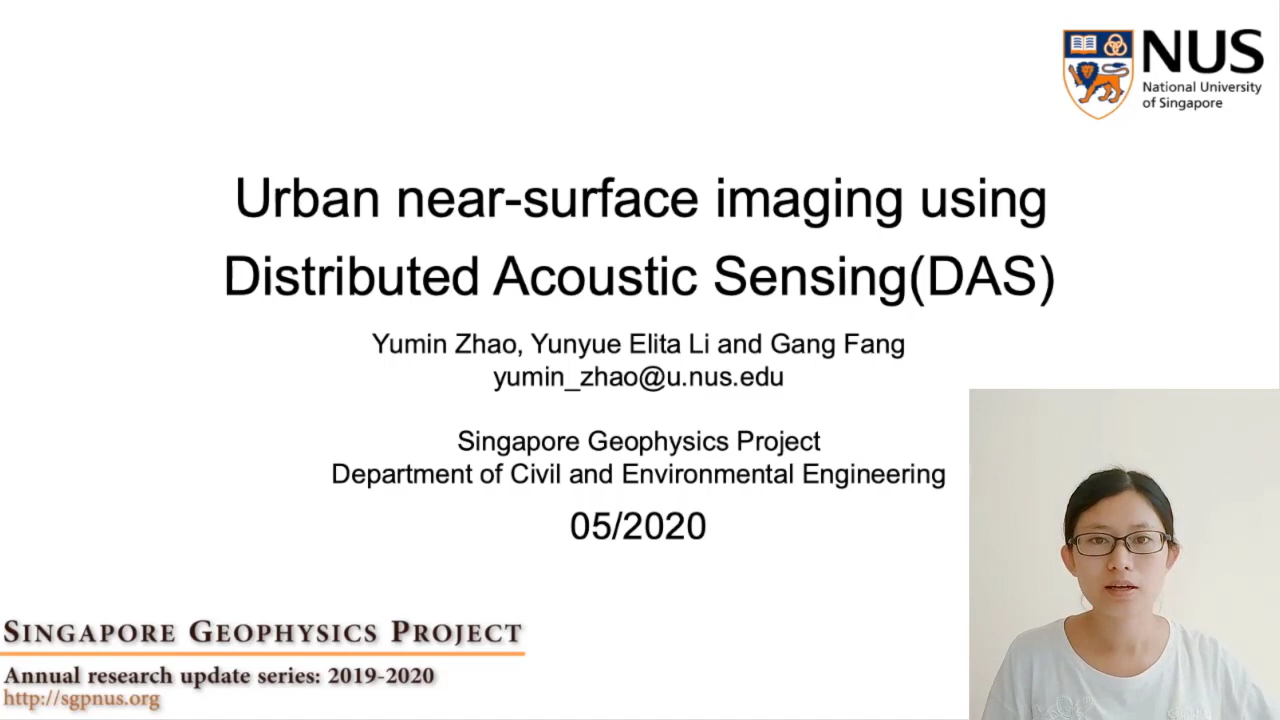 NUS
National University
of Singapore
Urban near-surface imaging using
Distributed Acoustic Sensing(DAS)
Yumin Zhao, Yunyue Elita Li and Gang Fang
yumin_zhao@u.nus.edu
Singapore Geophysics Project
Department of Civil and Environmental Engineering
05/2020
SINGAPORE GEOPHYSICS PROJECT
Annual research update series: 2019-2020
http://sgpnus.org